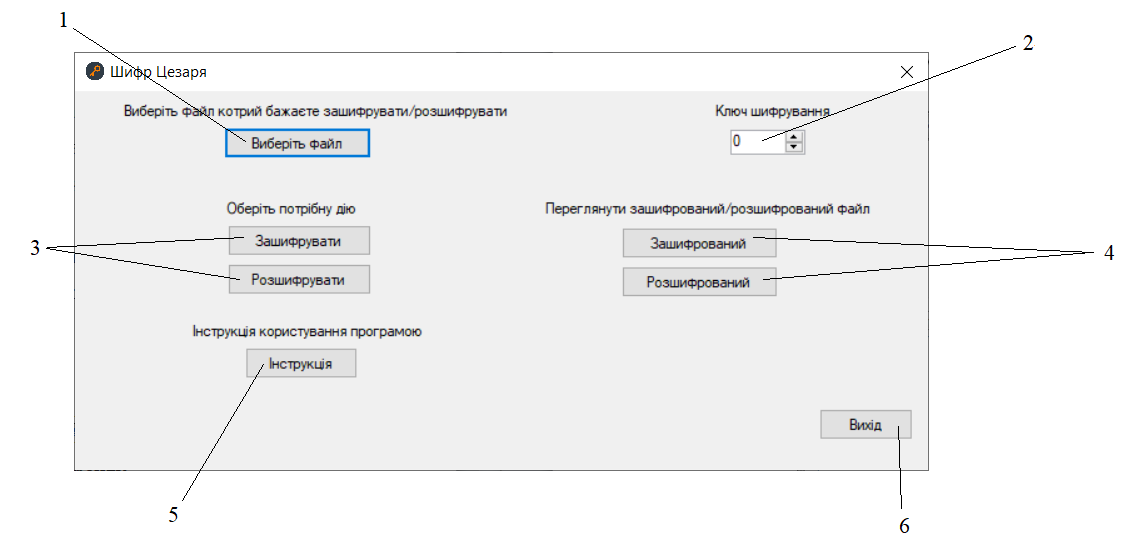 1
2
Шифр Цезаря
Виберіть файл котрий бажаєте зашифрувати/розшифрувати
Ключ шифрування
Виберіть файл
0
Оберіть потрібну дію
Переглянути зашифрований/розшифрований файл
3
Зашифрувати
Зашифрований
4
Розшифрувати
Розшифрований
Інструкція користування програмою
Інструкція
Вихід
5
6